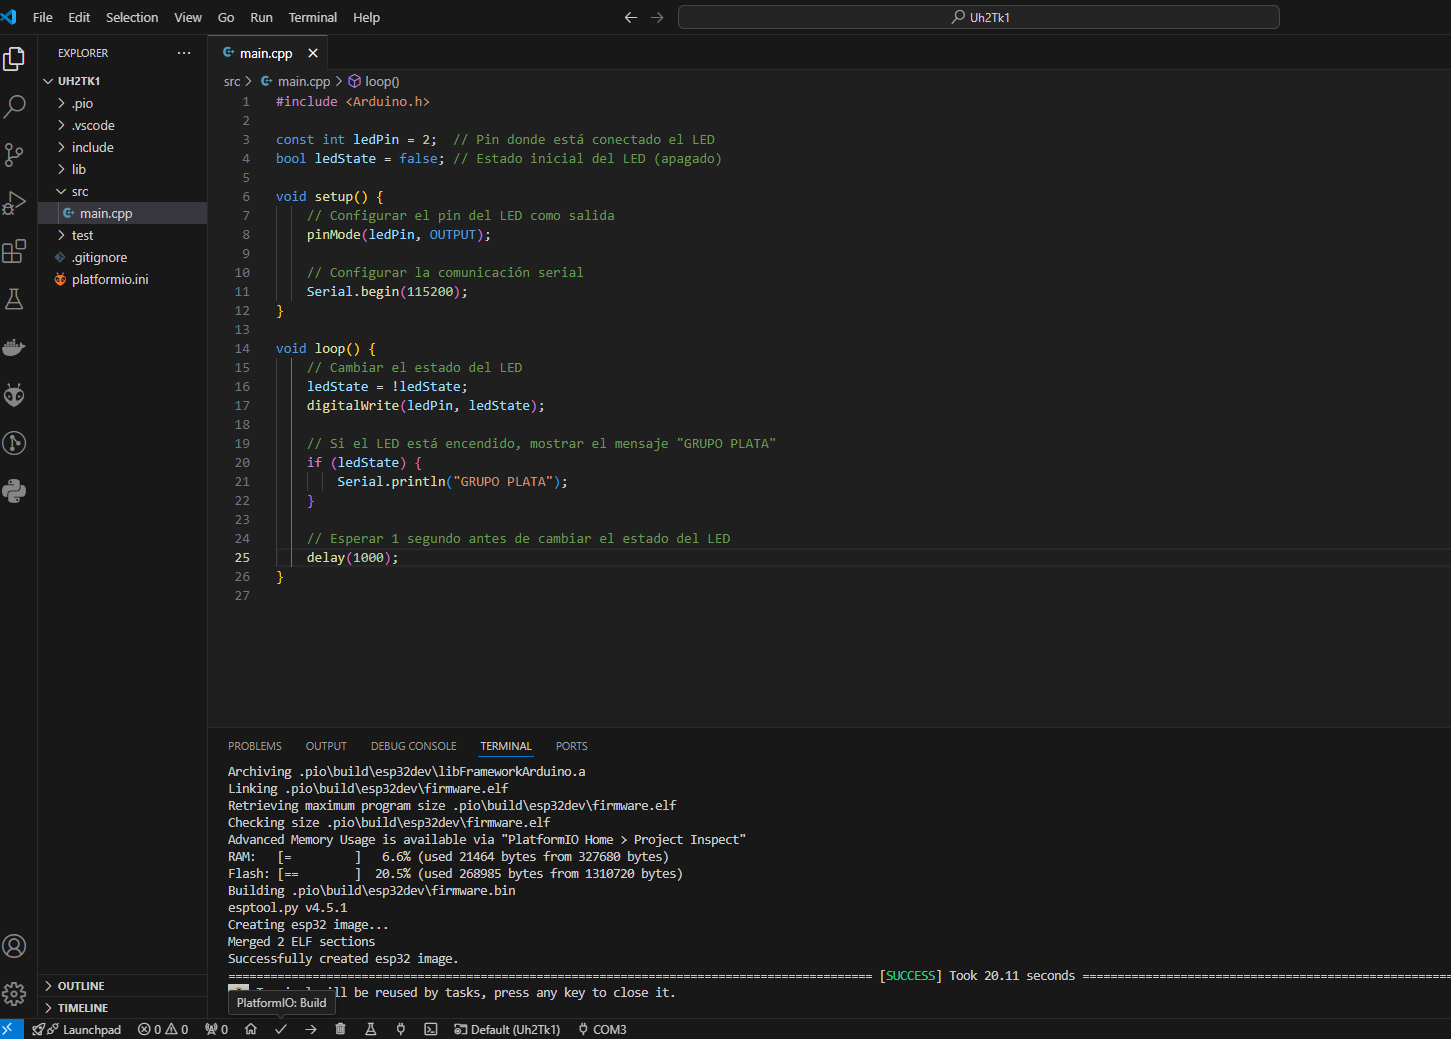 File Edit Selection View Go Run Terminal Help
Uh2Tk1
EXPLORER
UH2TK1
.pio
.vscode
include
lib
src
main.cpp
test
.gitignore
platformio.ini
OUTLINE
TIMELINE
main.cpp
src > main.cpp > loop()
1 #include <Arduino.h>
2
3 const int ledPin = 2;  // Pin donde está conectado el LED
4 bool ledState = false; // Estado inicial del LED (apagado)
5
6 void setup() {
7     // Configurar el pin del LED como salida
8     pinMode(ledPin, OUTPUT);
9
10     // Configurar la comunicación serial
11     Serial.begin(115200);
12 }
13
14 void loop() {
15     // Cambiar el estado del LED
16     ledState = !ledState;
17     digitalWrite(ledPin, ledState);
18
19     // Si el LED está encendido, mostrar el mensaje "GRUPO PLATA"
20     if (ledState) {
21         Serial.println("GRUPO PLATA");
22     }
23
24     // Esperar 1 segundo antes de cambiar el estado del LED
25     delay(1000);
26 }
27
PROBLEMS OUTPUT DEBUG CONSOLE TERMINAL PORTS
Archiving .pio\build\esp32dev\libFrameworkArduino.a
Linking .pio\build\esp32dev\firmware.elf
Retrieving maximum program size .pio\build\esp32dev\firmware.elf
Checking size .pio\build\esp32dev\firmware.elf
Advanced Memory Usage is available via "PlatformIO Home > Project Inspect"
RAM:   [=         ]   6.6% (used 21464 bytes from 327680 bytes)
Flash: [==        ]  20.5% (used 268985 bytes from 1310720 bytes)
Building .pio\build\esp32dev\firmware.bin
esptool.py v4.5.1
Creating esp32 image...
Merged 2 ELF sections
Successfully created esp32 image.
[SUCCESS] Took 20.11 seconds
be reused by tasks, press any key to close it.
PlatformIO: Build
Launchpad 0 0 0 Default (Uh2Tk1) COM3